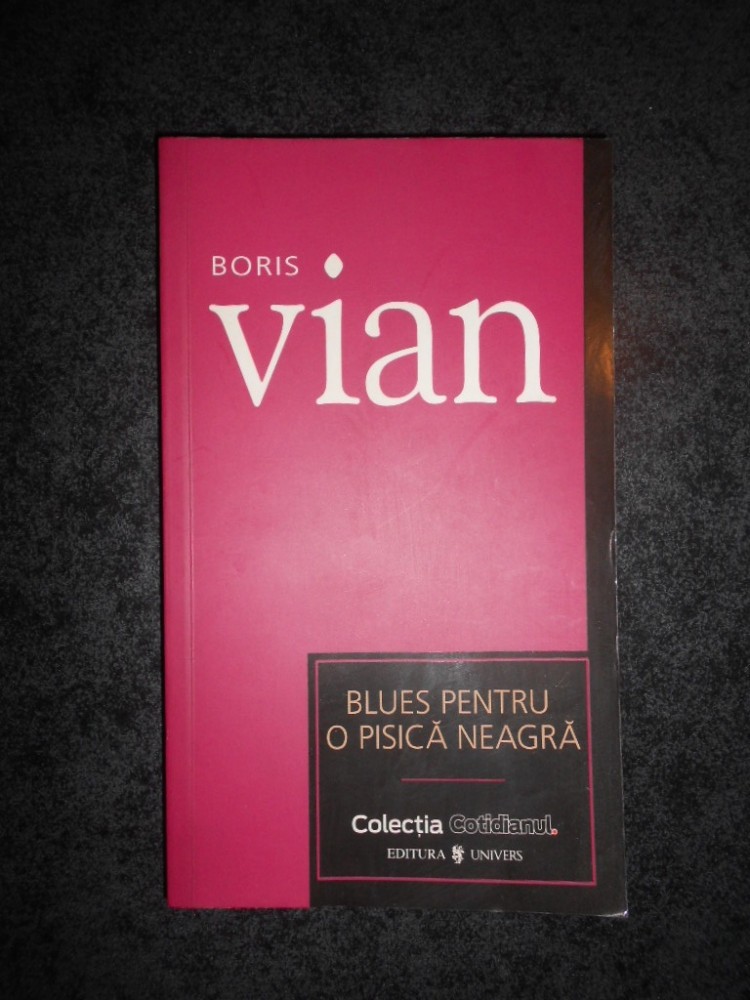 BORIS
vian
BLUES PENTRU
O PISICĂ NEAGRĂ
Colecția Cotidianul.
EDITURA UNIVERS